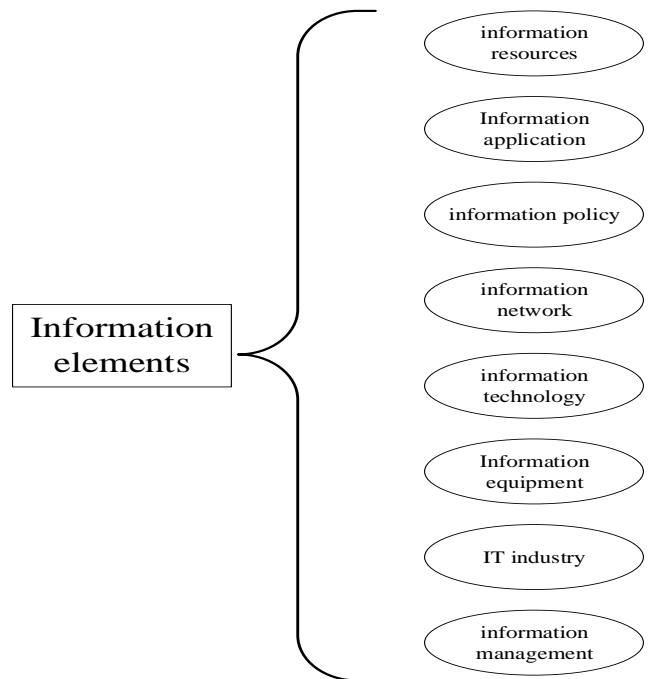 Information
elements
information
resources
Information
application
information policy
information
network
information
technology
Information
equipment
IT industry
information
management